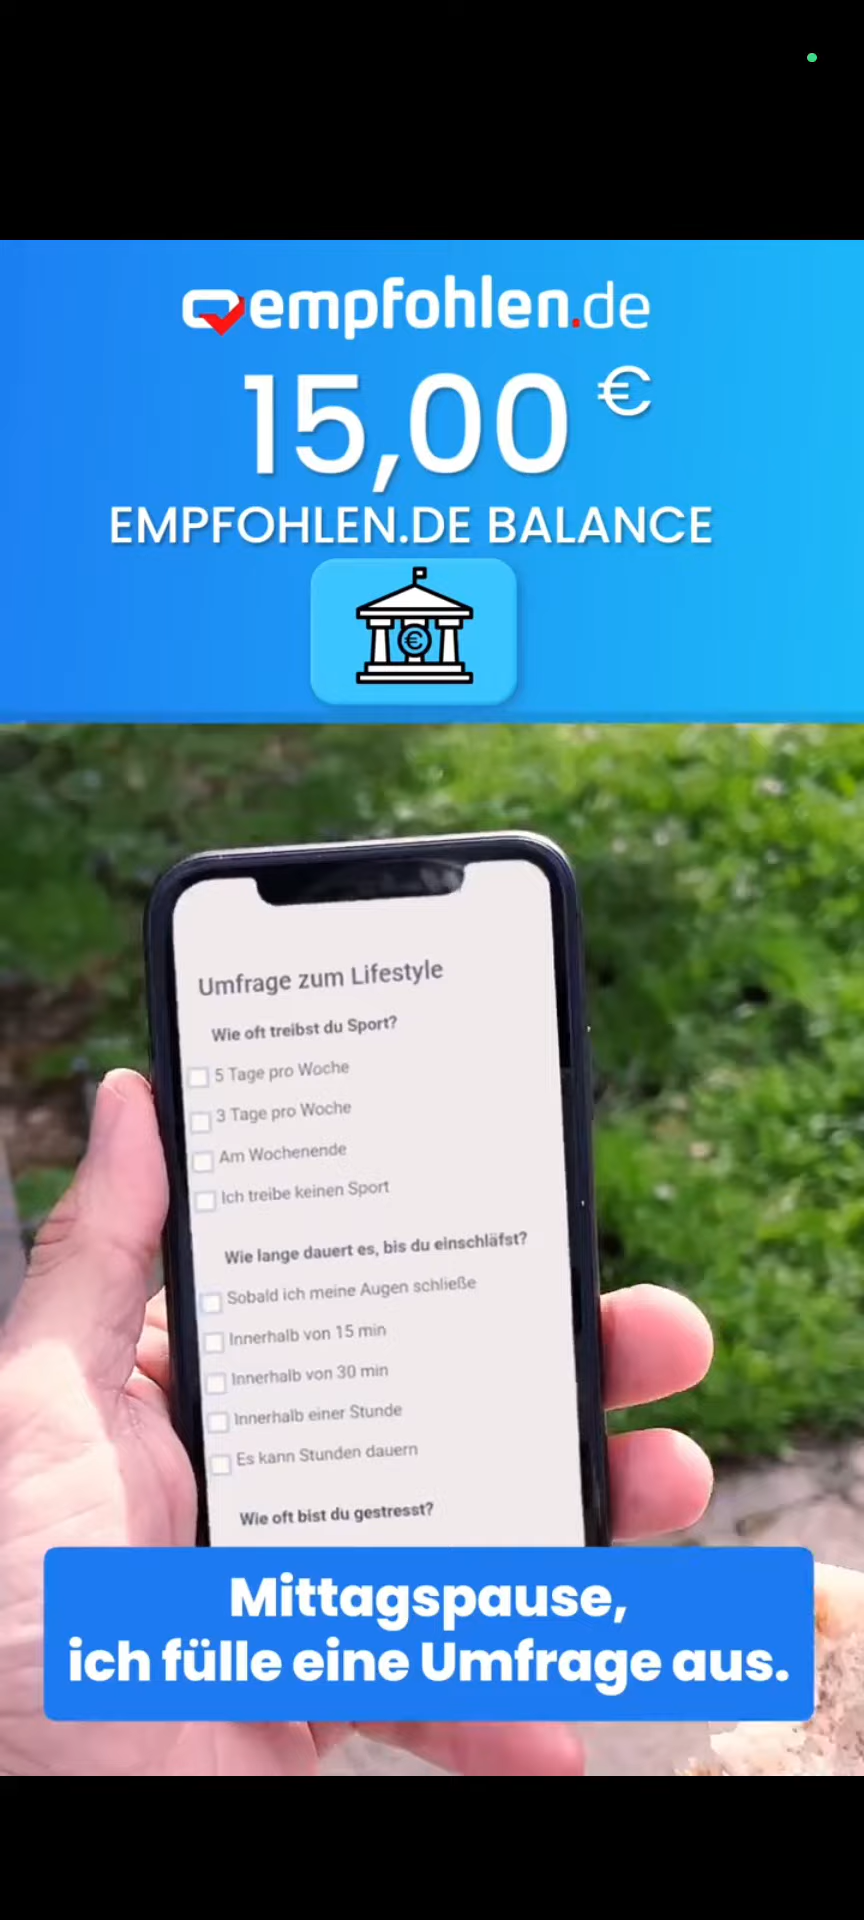 empfohlen.de
15,00 €
EMPFOHLEN.DE BALANCE
€
Umfrage zum Lifestyle
Wie oft treibst du Sport?
5 Tage pro Woche
3 Tage pro Woche
Am Wochenende
Ich treibe keinen Sport
Wie lange dauert es, bis du einschläfst?
Sobald ich meine Augen schließe
Innerhalb von 15 min
Innerhalb von 30 min
Innerhalb einer Stunde
Es kann Stunden dauern
Wie oft bist du gestresst?
Mittagspause,
ich fülle eine Umfrage aus.